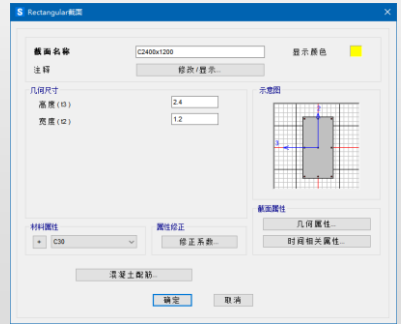 S Rectangular截面
截面名称 C2400x1200 显示颜色
注释 修改/显示...
几何尺寸 示意图
高度(t3) 2.4
宽度(t2) 1.2
2
3
截面属性
材料属性 属性修正 几何属性...
+ C30 修正系数... 时间相关属性...
混凝土配筋...
确定 取消